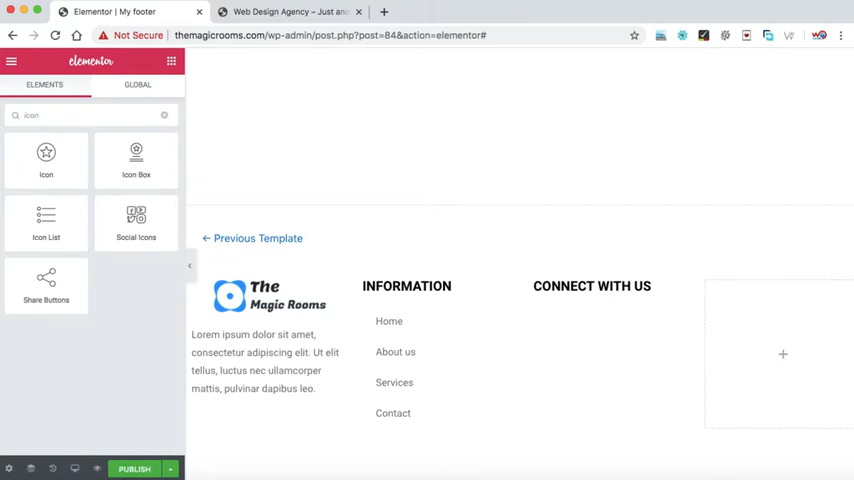 Elementor | My footer
Web Design Agency – Just ano
Not Secure
themagicrooms.com/wp-admin/post.php?post=84&action=elementor#
elementor
ELEMENTS
GLOBAL
icon
Icon
Icon Box
Icon List
Social Icons
Share Buttons
PUBLISH
← Previous Template
The
Magic Rooms
Lorem ipsum dolor sit amet,
consectetur adipiscing elit. Ut elit
tellus, luctus nec ullamcorper
mattis, pulvinar dapibus leo.
INFORMATION
Home
About us
Services
Contact
CONNECT WITH US